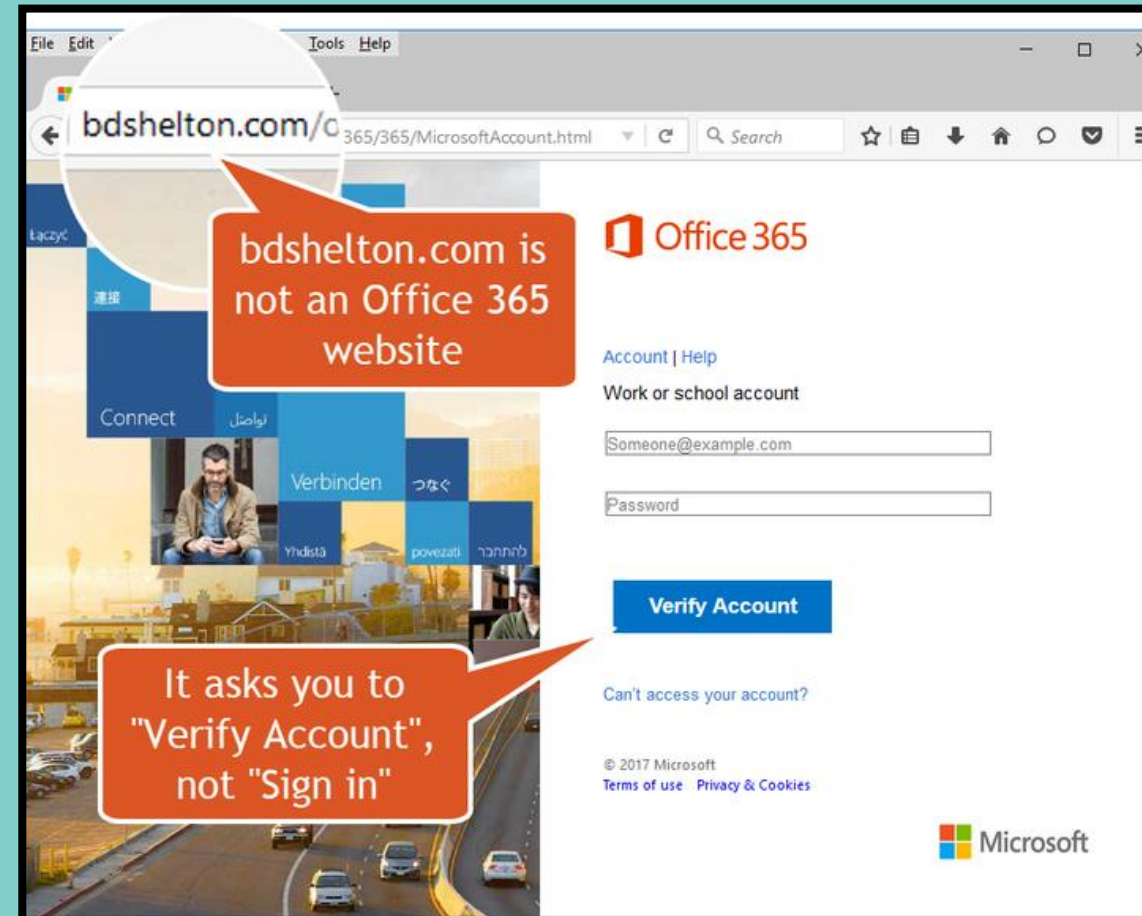 File Edit Tools Help
bdshelton.com/o
365/365/MicrosoftAccount.html
Search
bdshelton.com is
not an Office 365
website
Office 365
Łączyć
連接
Connect
تواصل
Verbinden
つなぐ
Yhdistä
povezati
להתחבר
Account | Help
Work or school account
Someone@example.com
Password
Verify Account
It asks you to
"Verify Account",
not "Sign in"
Can't access your account?
© 2017 Microsoft
Terms of use Privacy & Cookies
Microsoft